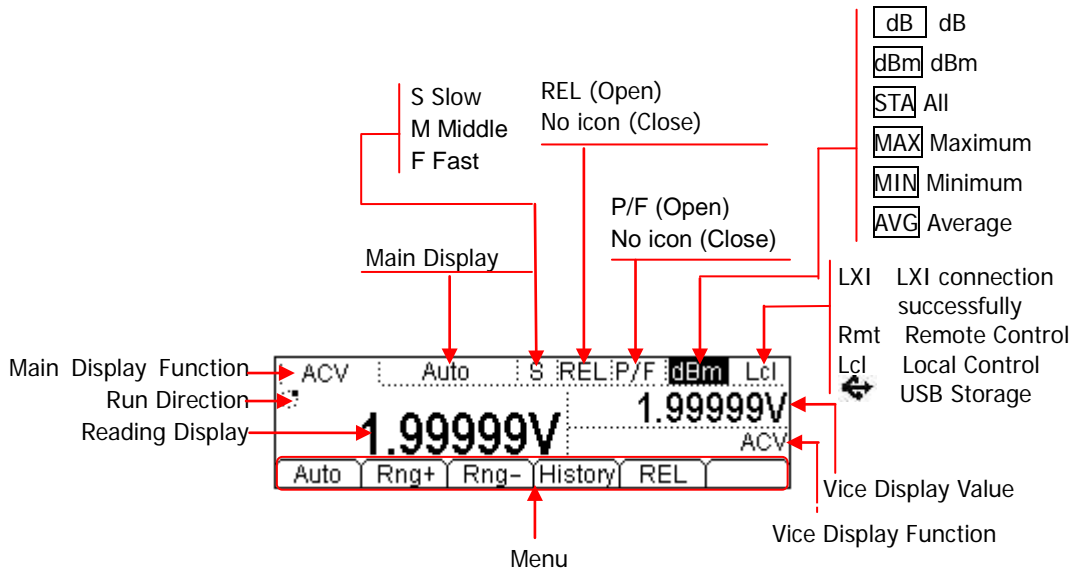 dB dB
dBm dBm
STA All
MAX Maximum
MIN Minimum
AVG Average
S Slow
M Middle
F Fast
REL (Open)
No icon (Close)
P/F (Open)
No icon (Close)
Main Display
LXI LXI connection
successfully
Rmt Remote Control
Lcl Local Control
USB Storage
Main Display Function
Run Direction
Reading Display
ACV Auto S REL P/F dBm Lcl
1.99999V
1.99999V
ACV
Auto Rng+ Rng- History REL
Vice Display Value
Vice Display Function
Menu